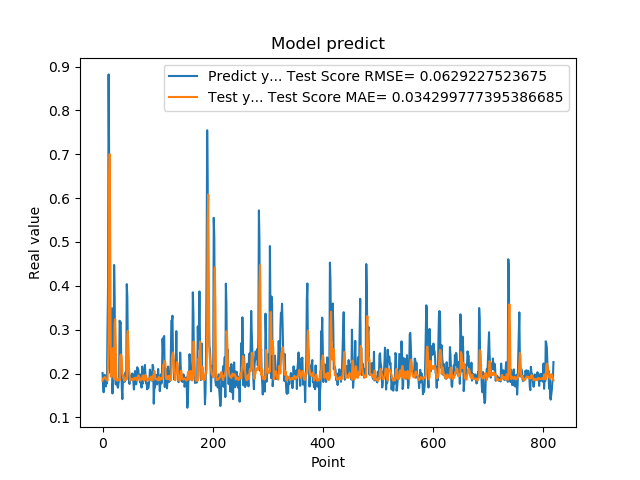 Model predict
Predict y... Test Score RMSE= 0.0629227523675
Test y... Test Score MAE= 0.034299777395386685
0.9
0.8
0.7
0.6
0.5
0.4
0.3
0.2
0.1
Real value
0 200 400 600 800
Point